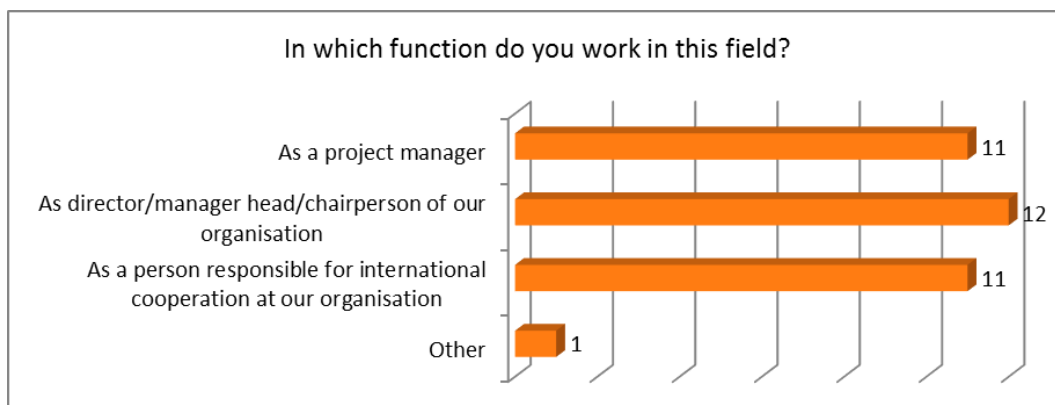 In which function do you work in this field?
As a project manager
11
As director/manager head/chairperson of our
organisation
12
As a person responsible for international
cooperation at our organisation
11
Other
1